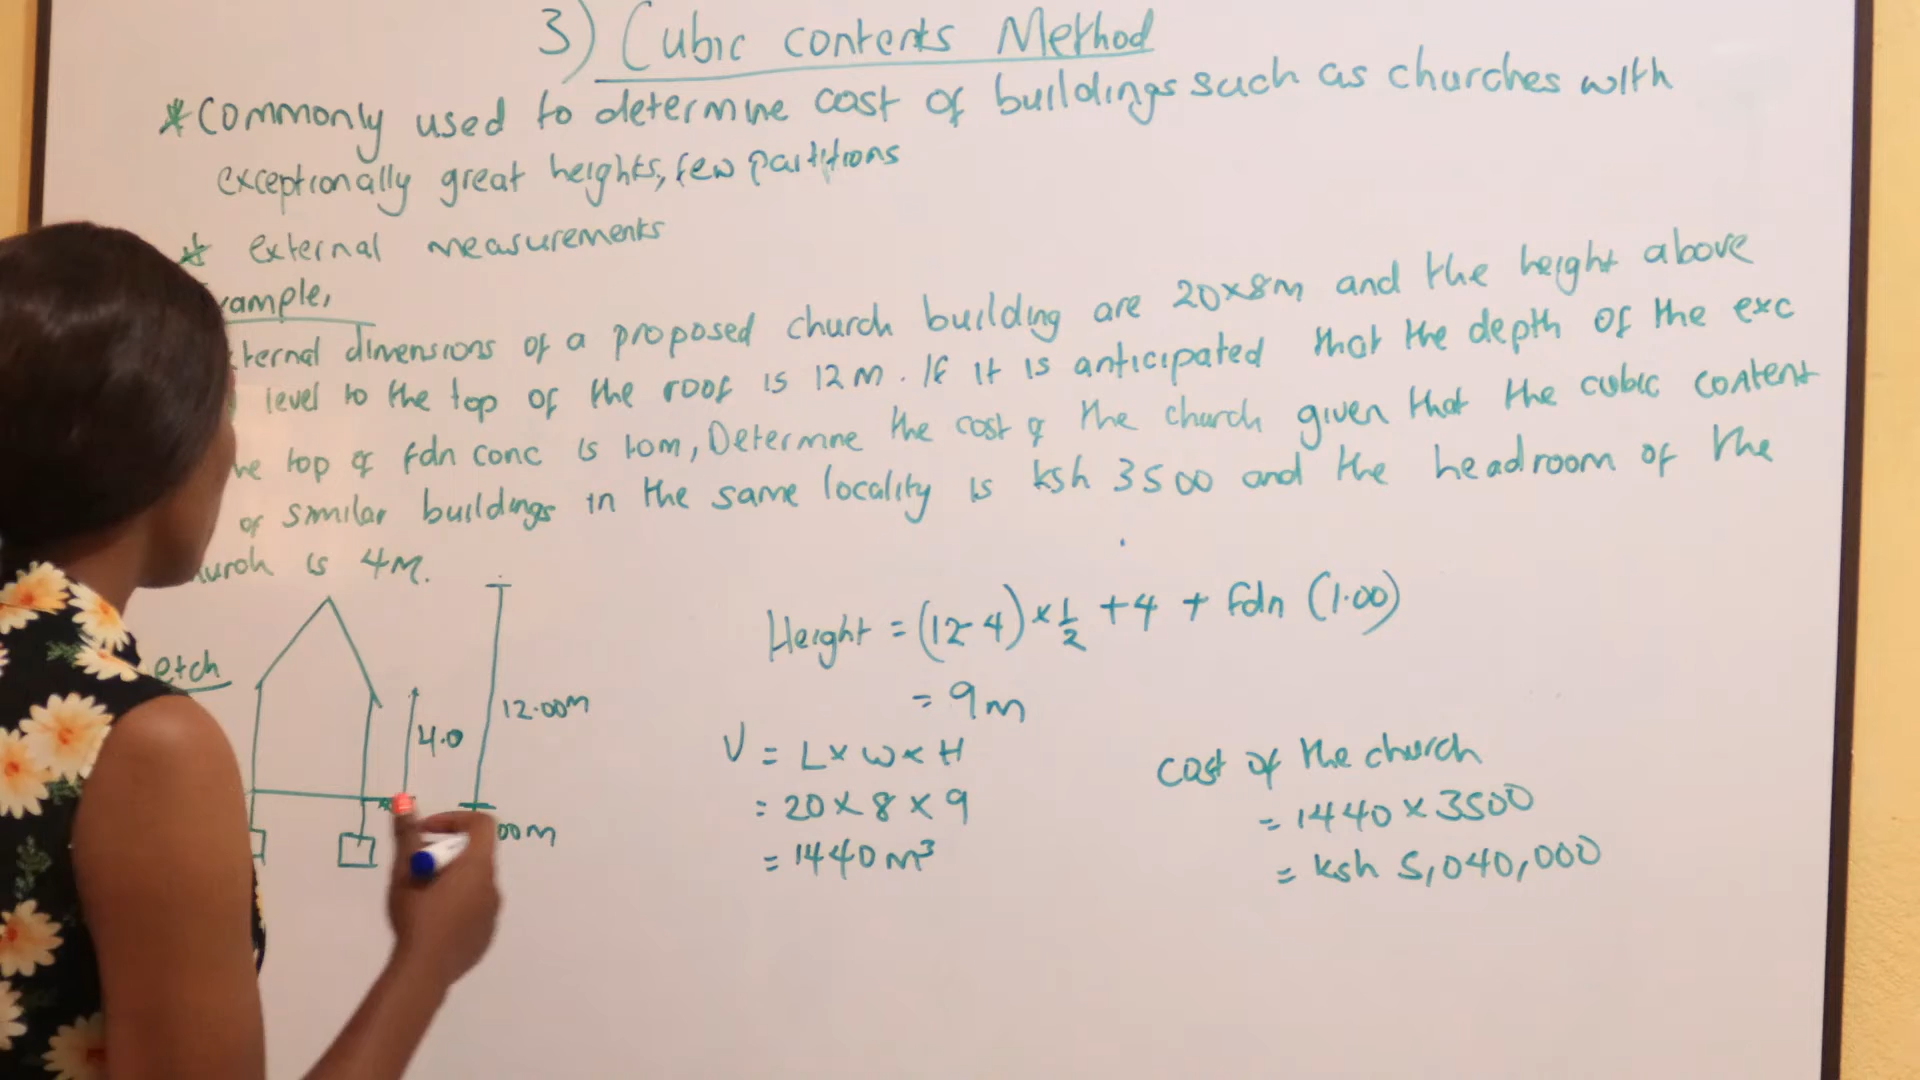 3) Cubic contents Method
* Commonly used to determine cost of buildings such as churches with
exceptionally great heights, few partitions
* external measurements
ample,
ternal dimensions of a proposed church building are 20x8m and the height above
level to the top of the roof is 12m. If it is anticipated that the depth of the exc
he top of fdn conc is 10m, Determine the cost of the church given that the cubic content
of similar buildings in the same locality is ksh 3500 and the headroom of the
hurch is 4m.
etch
4.0
12.00m
00m
Height = (12-4) x 1/2 + 4 + Fdn (1.00)
= 9m
V = L x W x H
= 20 x 8 x 9
= 1440m³
cost of the church
= 1440 x 3500
= ksh 5,040,000